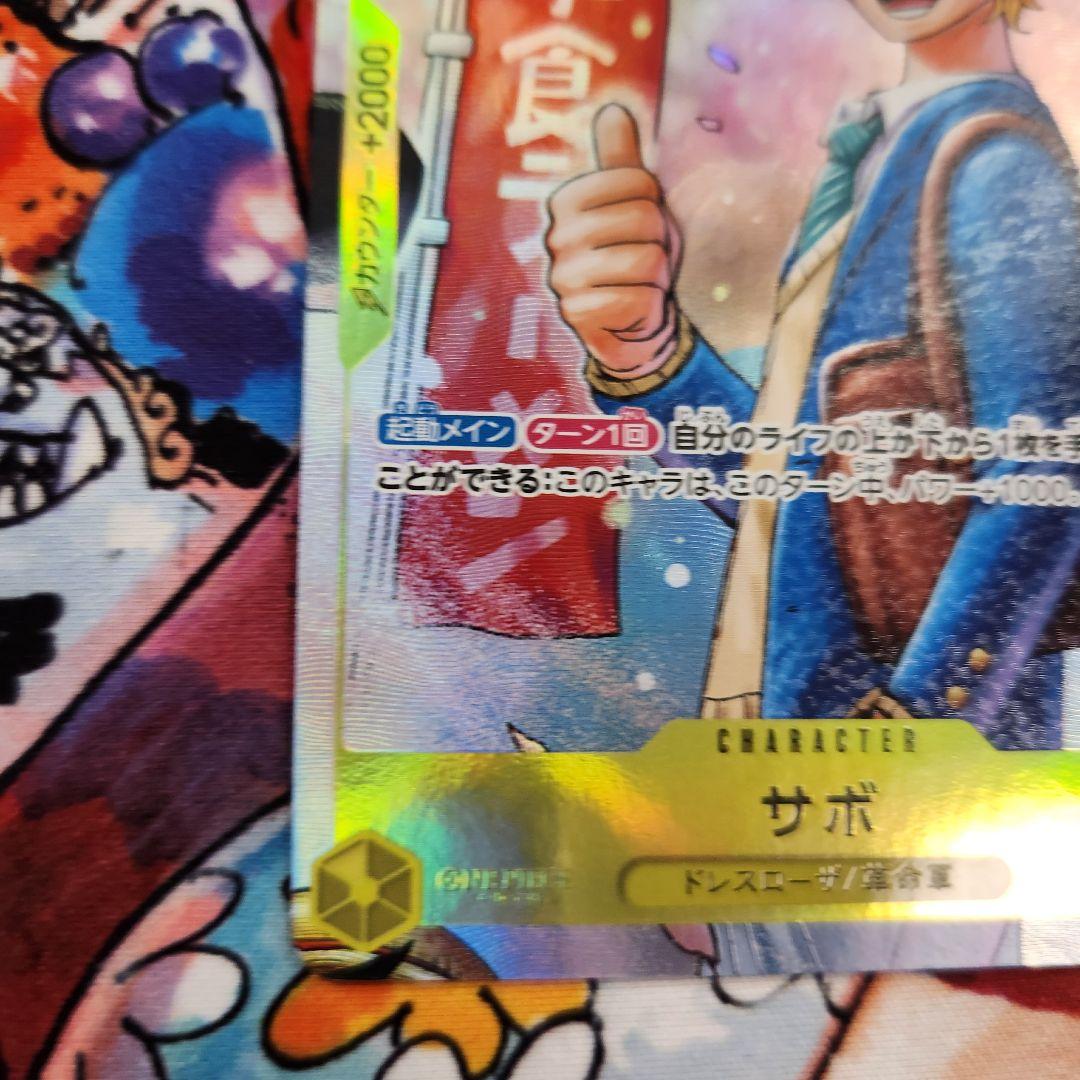 食
カウンター +2000
起動メイン ターン1回 自分のライフの上か下から1枚を手
ことができる:このキャラは、このターン中、パワー+1000。
CHARACTER
サボ
ドレスローザ/革命軍